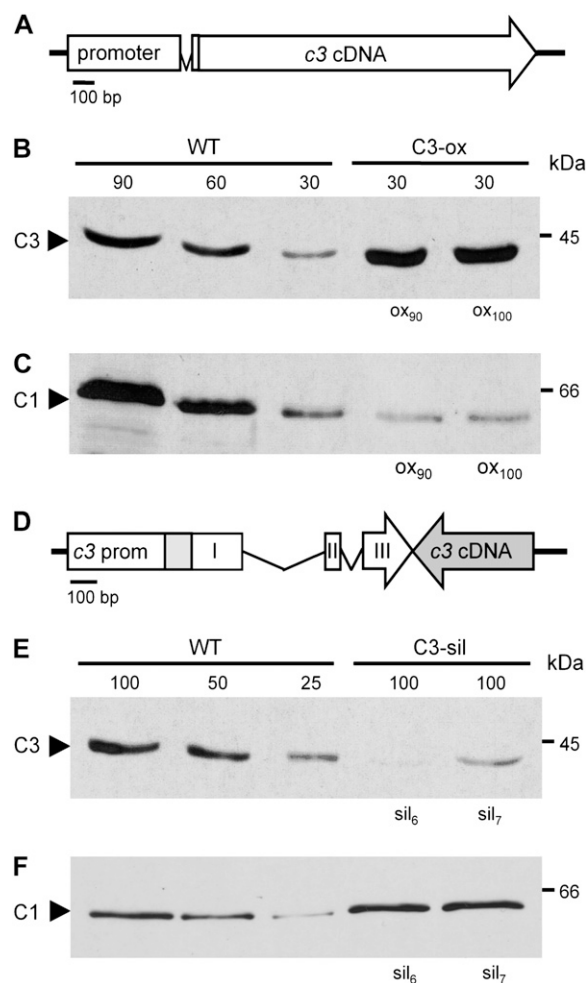 A
promoter
c3 cDNA
100 bp
B
WT C3-ox
90 60 30 30 30 kDa
C3 45
ox90 ox100
C
C1 66
ox90 ox100
D
c3 prom I II III c3 cDNA
100 bp
E
WT C3-sil
100 50 25 100 100 kDa
C3 45
sil6 sil7
F
C1 66
sil6 sil7